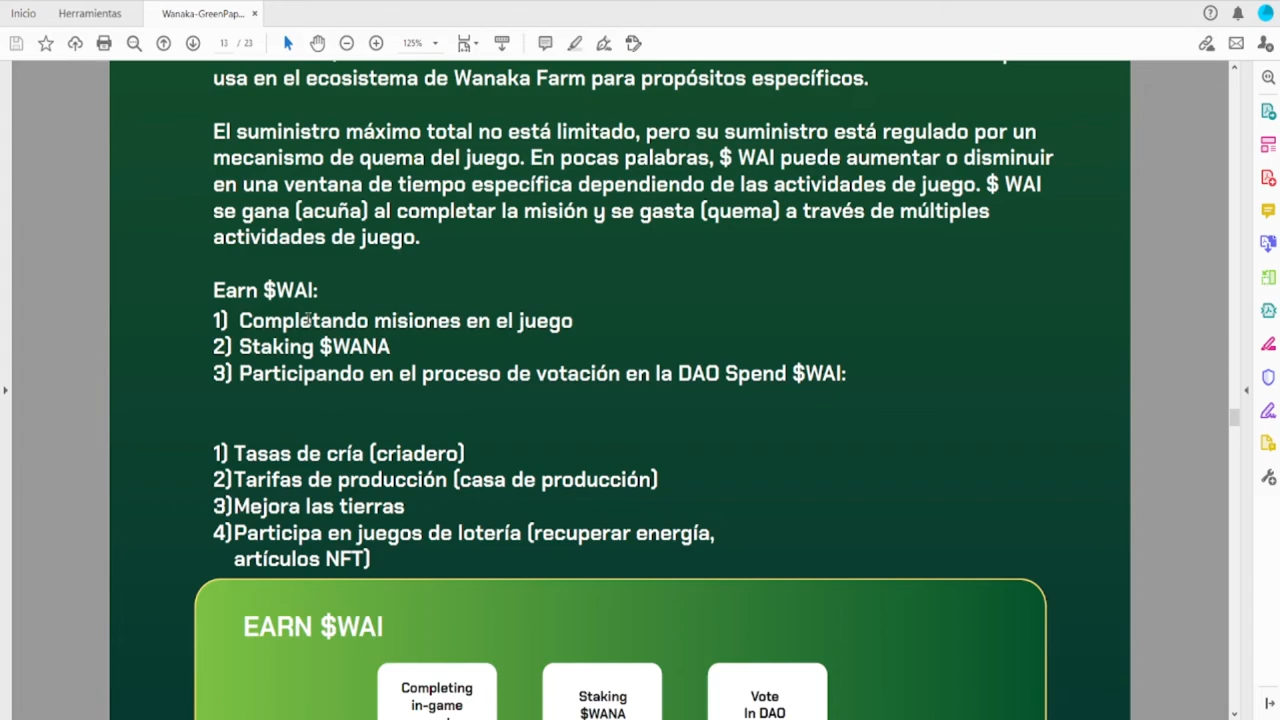 Inicio
Herramientas
Wanaka-GreenPap...
13 / 23
125%
usa en el ecosistema de Wanaka Farm para propósitos específicos.
El suministro máximo total no está limitado, pero su suministro está regulado por un
mecanismo de quema del juego. En pocas palabras, $ WAI puede aumentar o disminuir
en una ventana de tiempo específica dependiendo de las actividades de juego. $ WAI
se gana (acuña) al completar la misión y se gasta (quema) a través de múltiples
actividades de juego.
Earn $WAI:
1) Completando misiones en el juego
2) Staking $WANA
3) Participando en el proceso de votación en la DAO Spend $WAI:
1) Tasas de cría (criadero)
2)Tarifas de producción (casa de producción)
3)Mejora las tierras
4)Participa en juegos de lotería (recuperar energía,
artículos NFT)
EARN $WAI
Completing
in-game
Staking
$WANA
Vote
In DAO